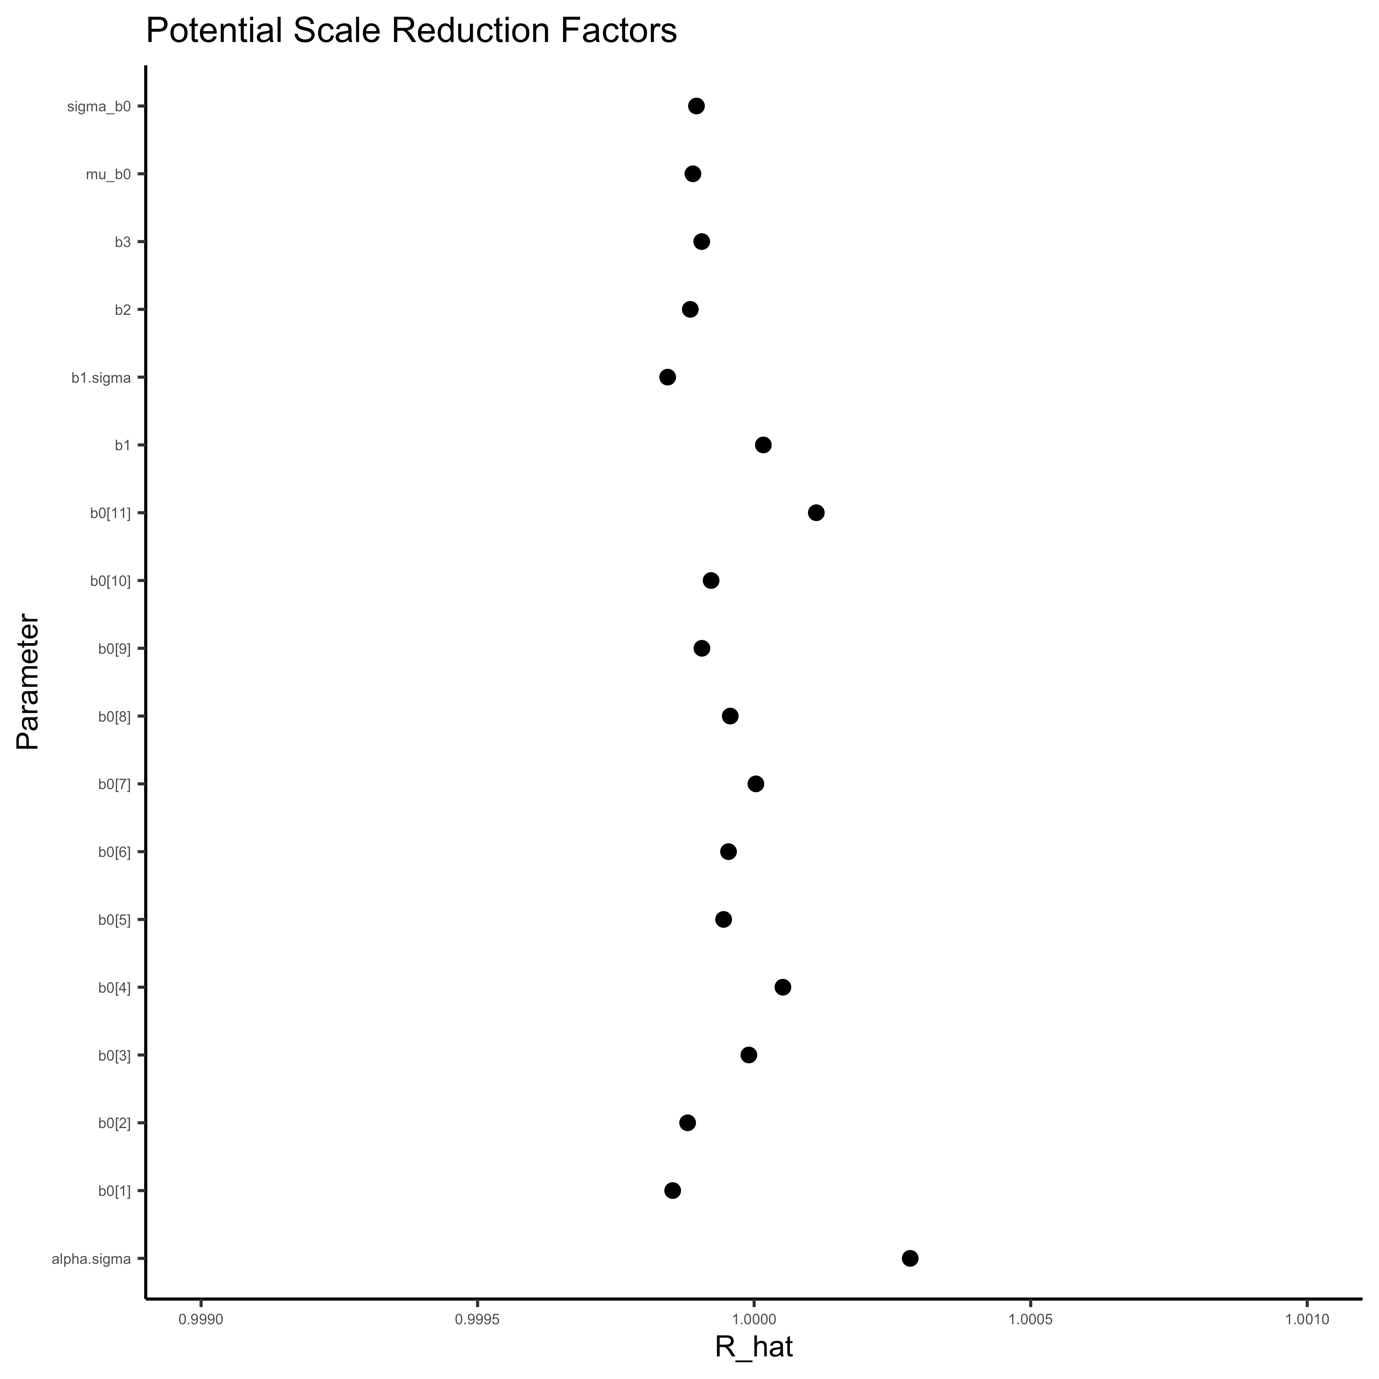 Potential Scale Reduction Factors
sigma_b0
mu_b0
b3
b2
b1.sigma
b1
b0[11]
b0[10]
b0[9]
b0[8]
b0[7]
b0[6]
b0[5]
b0[4]
b0[3]
b0[2]
b0[1]
alpha.sigma
Parameter
0.9990 0.9995 1.0000 1.0005 1.0010
R_hat